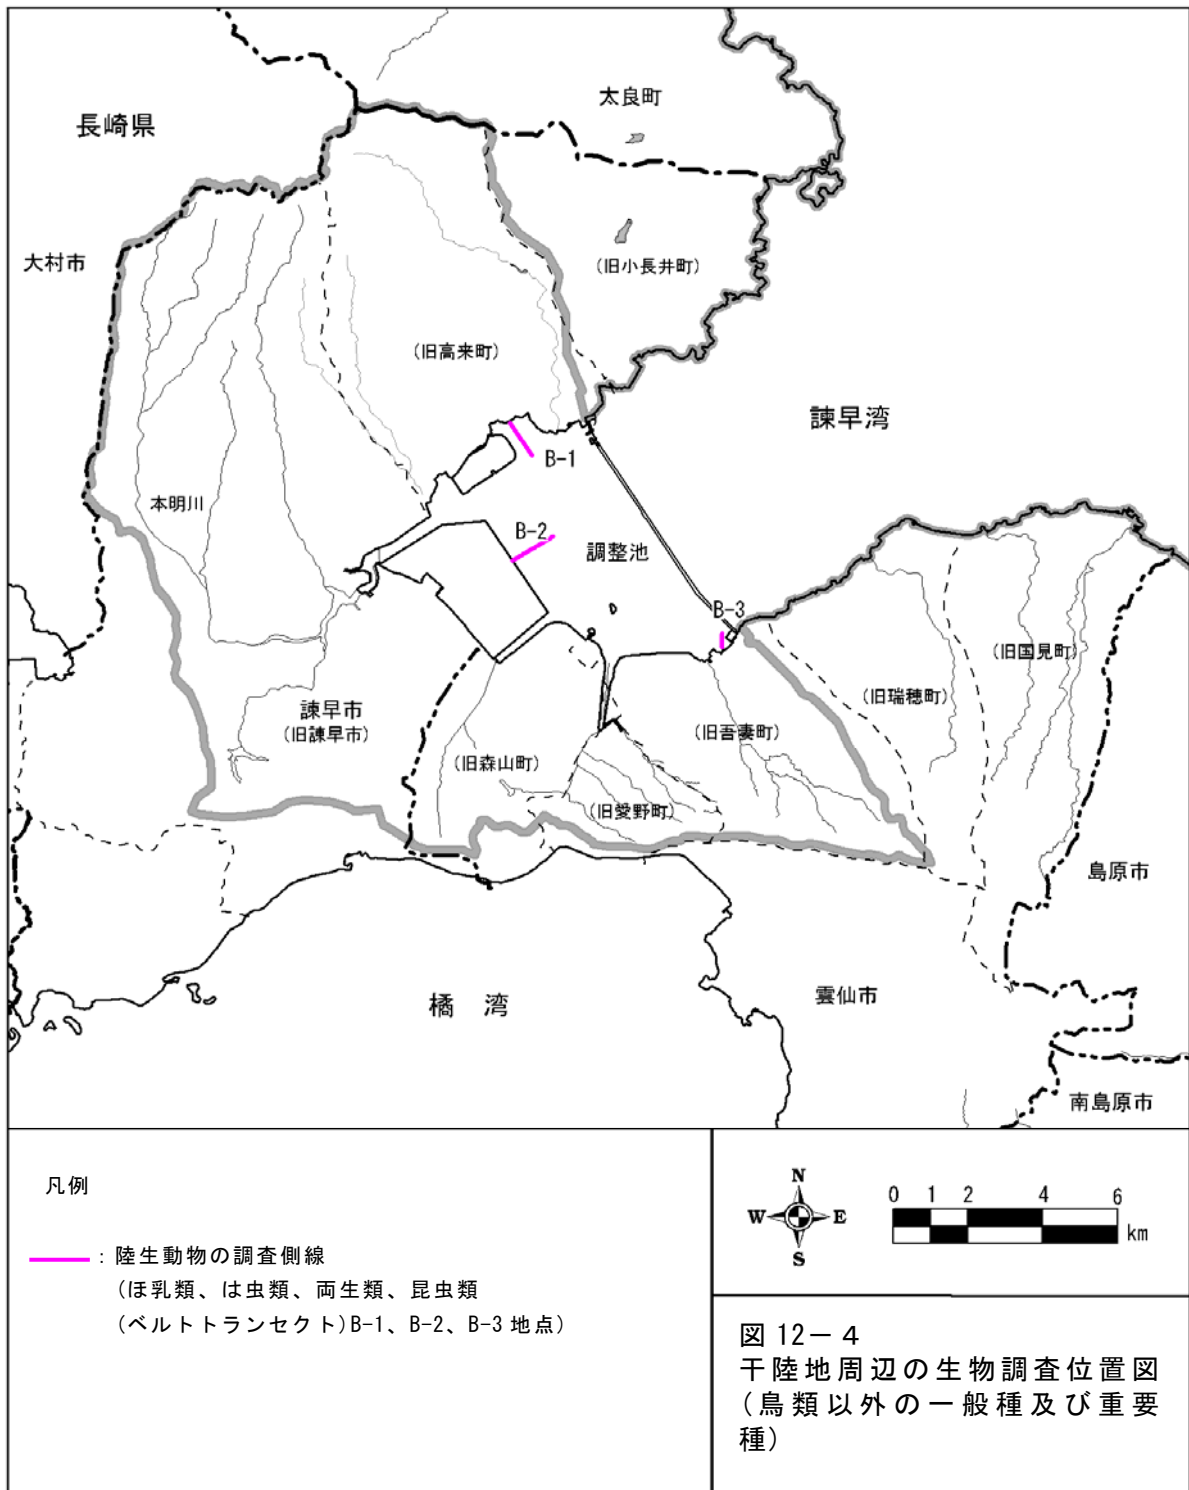 太良町
長崎県
大村市
(旧小長井町)
(旧高来町)
諫早湾
B-1
本明川
B-2
調整池
B-3
(旧国見町)
(旧瑞穂町)
諫早市
(旧諫早市)
(旧吾妻町)
(旧森山町)
(旧愛野町)
島原市
橘 湾
雲仙市
南島原市
凡例
: 陸生動物の調査側線
(ほ乳類、は虫類、両生類、昆虫類
(ベルトトランセクト)B-1、B-2、B-3 地点)
N
W E
S
0 1 2 4 6
km
図 12-4
干陸地周辺の生物調査位置図
(鳥類以外の一般種及び重要
種)